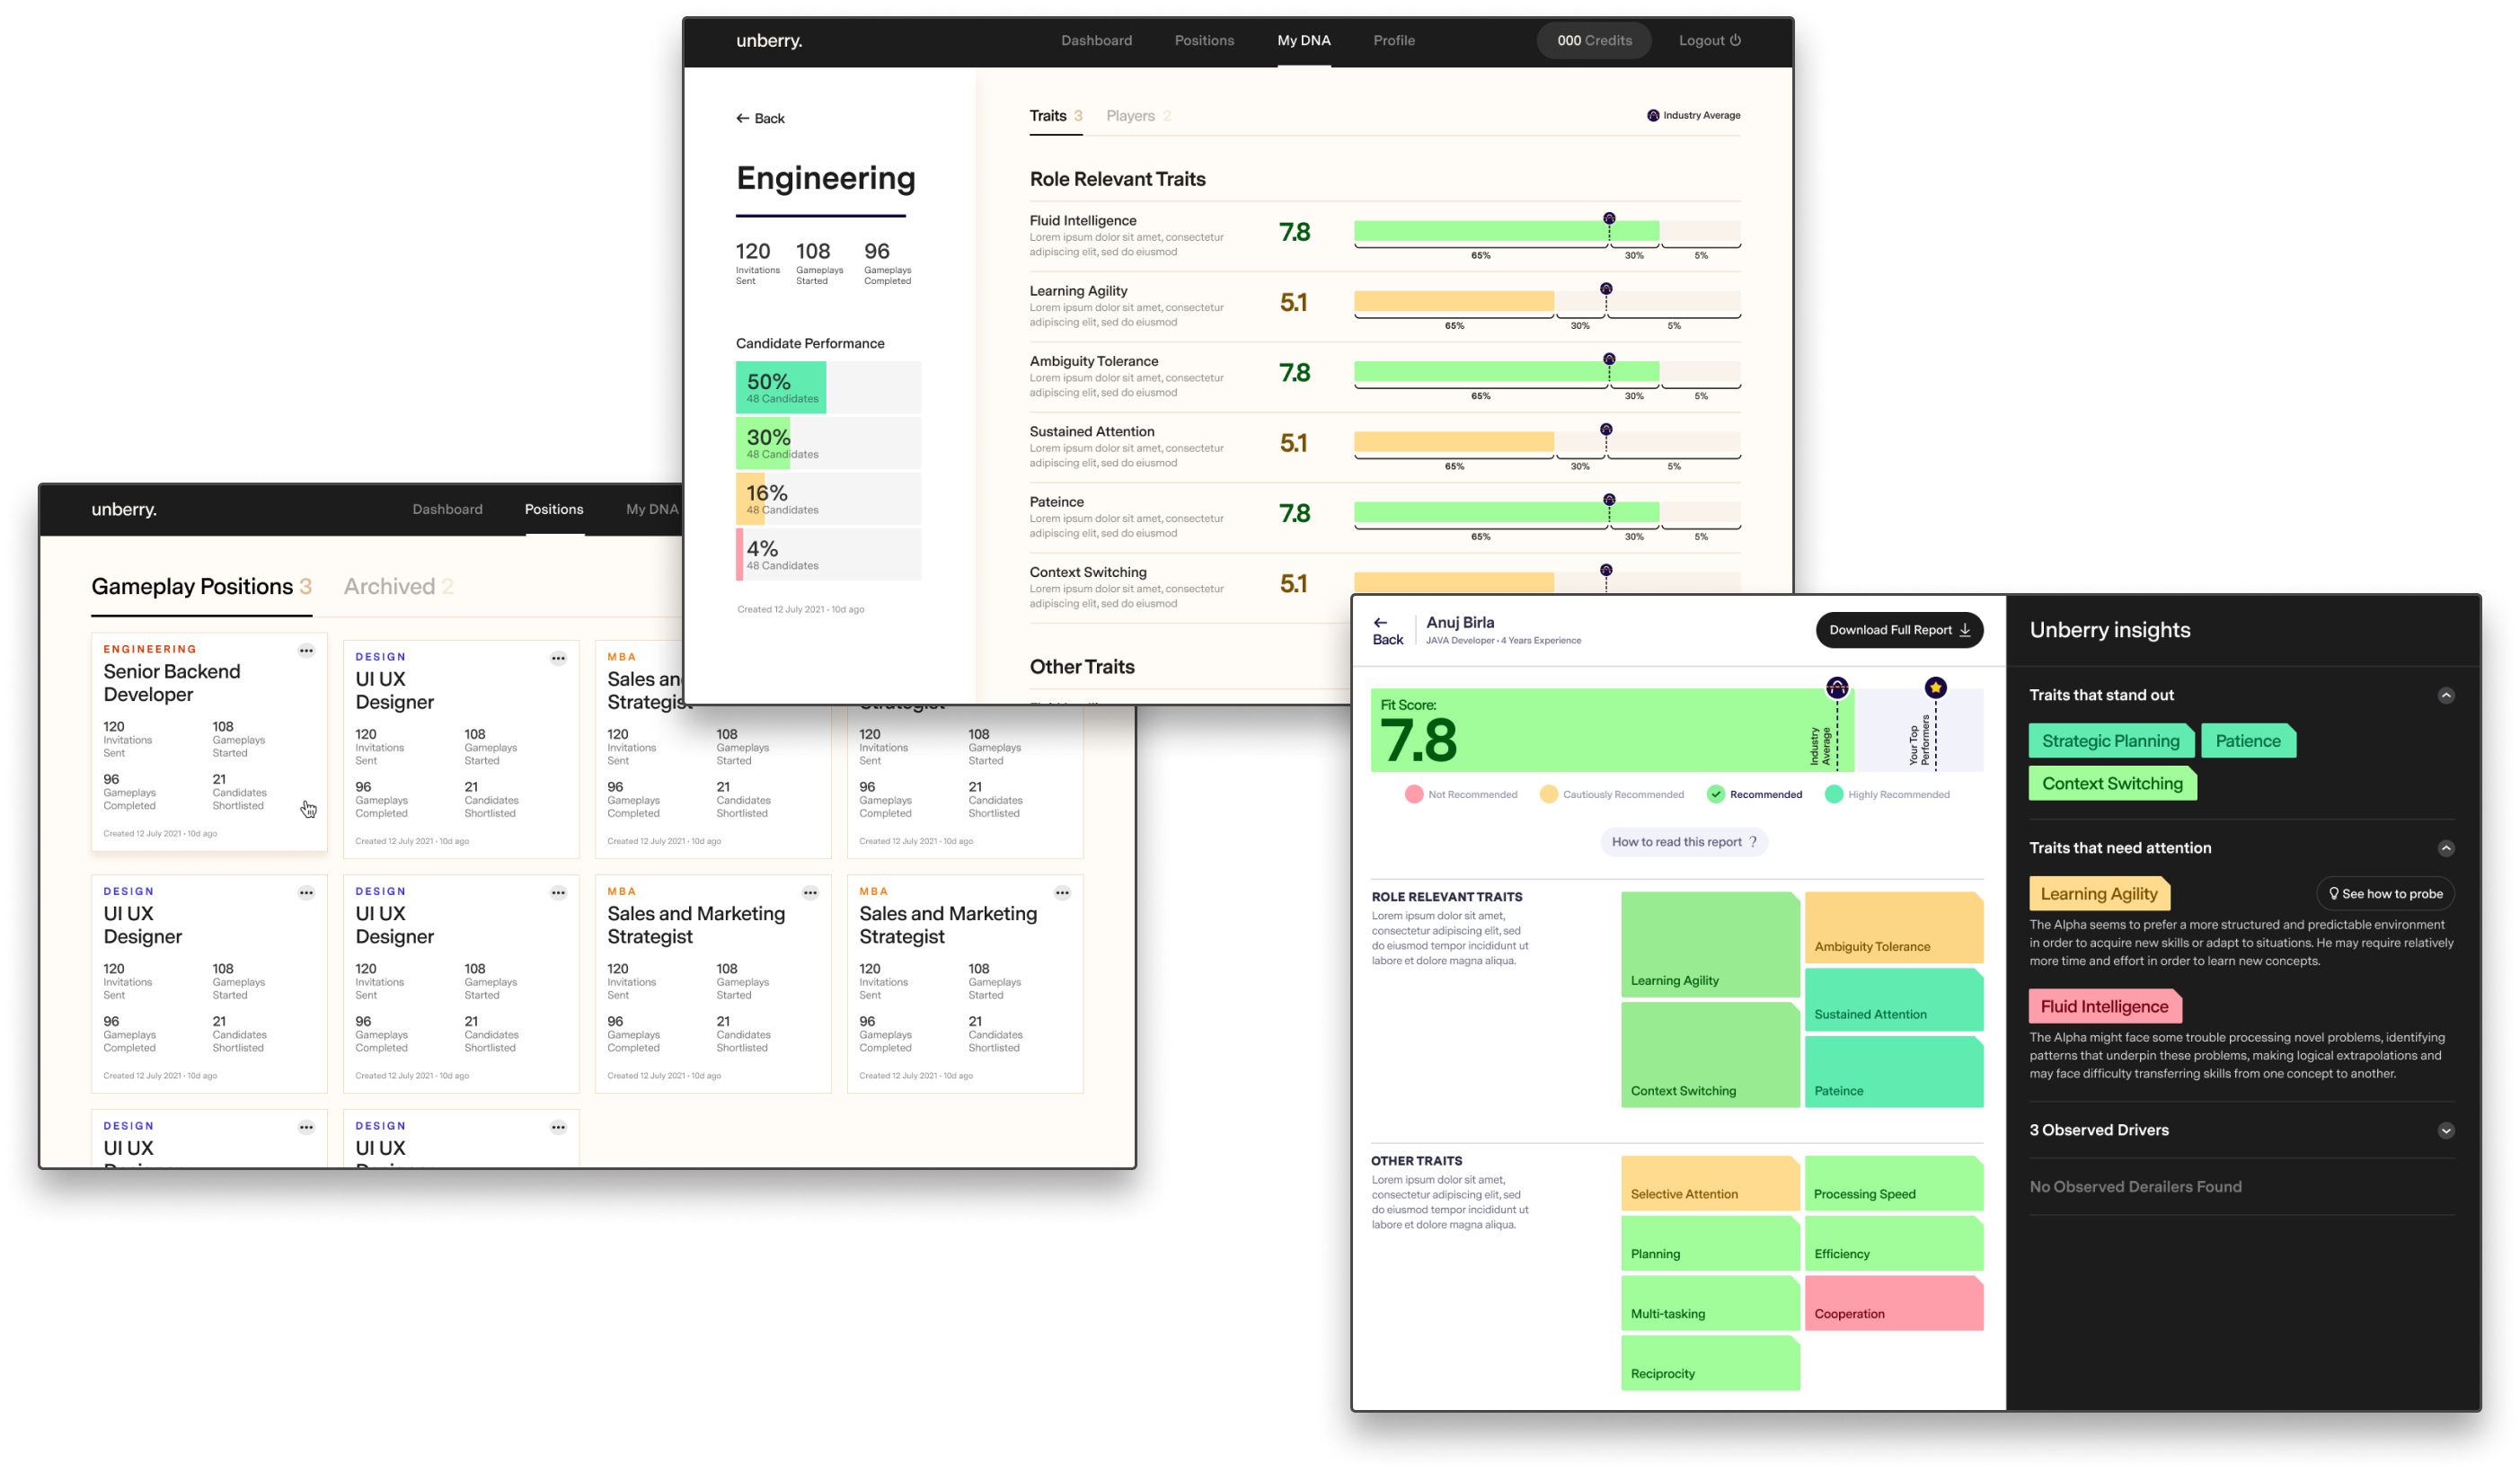 unberry.
Dashboard
Positions
My DNA
Profile
000 Credits
Logout
Back
Engineering
120
Invitations
Sent
108
Gameplays
Started
96
Gameplays
Completed
Candidate Performance
50%
48 Candidates
30%
48 Candidates
16%
48 Candidates
4%
48 Candidates
Created 12 July 2021 • 10d ago
Traits 3
Players 2
Industry Average
Role Relevant Traits
Fluid Intelligence
Lorem ipsum dolor sit amet, consectetur
adipiscing elit, sed do eiusmod
7.8
65%
30%
5%
Learning Agility
Lorem ipsum dolor sit amet, consectetur
adipiscing elit, sed do eiusmod
5.1
65%
30%
5%
Ambiguity Tolerance
Lorem ipsum dolor sit amet, consectetur
adipiscing elit, sed do eiusmod
7.8
65%
30%
5%
Sustained Attention
Lorem ipsum dolor sit amet, consectetur
adipiscing elit, sed do eiusmod
5.1
65%
30%
5%
Pateince
Lorem ipsum dolor sit amet, consectetur
adipiscing elit, sed do eiusmod
7.8
65%
30%
5%
Context Switching
Lorem ipsum dolor sit amet, consectetur
adipiscing elit, sed do eiusmod
5.1
Other Traits
unberry.
Dashboard
Positions
My DNA
Gameplay Positions 3
Archived 2
ENGINEERING
Senior Backend
Developer
120
Invitations
Sent
108
Gameplays
Started
96
Gameplays
Completed
21
Candidates
Shortlisted
Created 12 July 2021 • 10d ago
DESIGN
UI UX
Designer
120
Invitations
Sent
108
Gameplays
Started
96
Gameplays
Completed
21
Candidates
Shortlisted
Created 12 July 2021 • 10d ago
MBA
Sales an
Strategist
120
Invitations
Sent
108
Gameplays
Started
96
Gameplays
Completed
21
Candidates
Shortlisted
Created 12 July 2021 • 10d ago
Strategist
120
Invitations
Sent
108
Gameplays
Started
96
Gameplays
Completed
21
Candidates
Shortlisted
Created 12 July 2021 • 10d ago
DESIGN
UI UX
Designer
120
Invitations
Sent
108
Gameplays
Started
96
Gameplays
Completed
21
Candidates
Shortlisted
Created 12 July 2021 • 10d ago
DESIGN
UI UX
Designer
120
Invitations
Sent
108
Gameplays
Started
96
Gameplays
Completed
21
Candidates
Shortlisted
Created 12 July 2021 • 10d ago
MBA
Sales and Marketing
Strategist
120
Invitations
Sent
108
Gameplays
Started
96
Gameplays
Completed
21
Candidates
Shortlisted
Created 12 July 2021 • 10d ago
MBA
Sales and Marketing
Strategist
120
Invitations
Sent
108
Gameplays
Started
96
Gameplays
Completed
21
Candidates
Shortlisted
Created 12 July 2021 • 10d ago
DESIGN
UI UX
DESIGN
UI UX
Back
Anuj Birla
JAVA Developer • 4 Years Experience
Download Full Report
Fit Score:
7.8
Industry
Average
Your Top
Performers
Not Recommended
Cautiously Recommended
Recommended
Highly Recommended
How to read this report ?
ROLE RELEVANT TRAITS
Lorem ipsum dolor sit amet,
consectetur adipiscing elit, sed
do eiusmod tempor incididunt ut
labore et dolore magna aliqua.
Learning Agility
Ambiguity Tolerance
Sustained Attention
Context Switching
Pateince
OTHER TRAITS
Lorem ipsum dolor sit amet,
consectetur adipiscing elit, sed
do eiusmod tempor incididunt ut
labore et dolore magna aliqua.
Selective Attention
Processing Speed
Planning
Efficiency
Multi-tasking
Cooperation
Reciprocity
Unberry insights
Traits that stand out
Strategic Planning
Patience
Context Switching
Traits that need attention
Learning Agility
See how to probe
The Alpha seems to prefer a more structured and predictable environment
in order to acquire new skills or adapt to situations. He may require relatively
more time and effort in order to learn new concepts.
Fluid Intelligence
The Alpha might face some trouble processing novel problems, identifying
patterns that underpin these problems, making logical extrapolations and
may face difficulty transferring skills from one concept to another.
3 Observed Drivers
No Observed Derailers Found